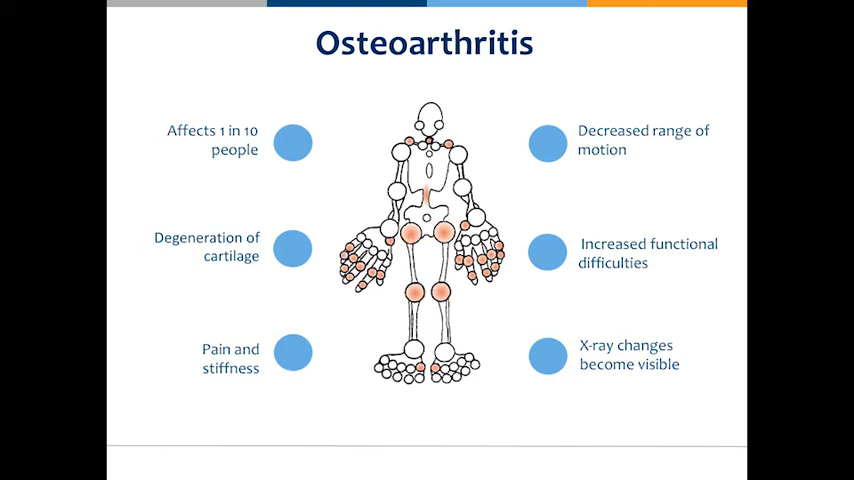 Osteoarthritis
Affects 1 in 10
people
Degeneration of
cartilage
Pain and
stiffness
Decreased range of
motion
Increased functional
difficulties
X-ray changes
become visible